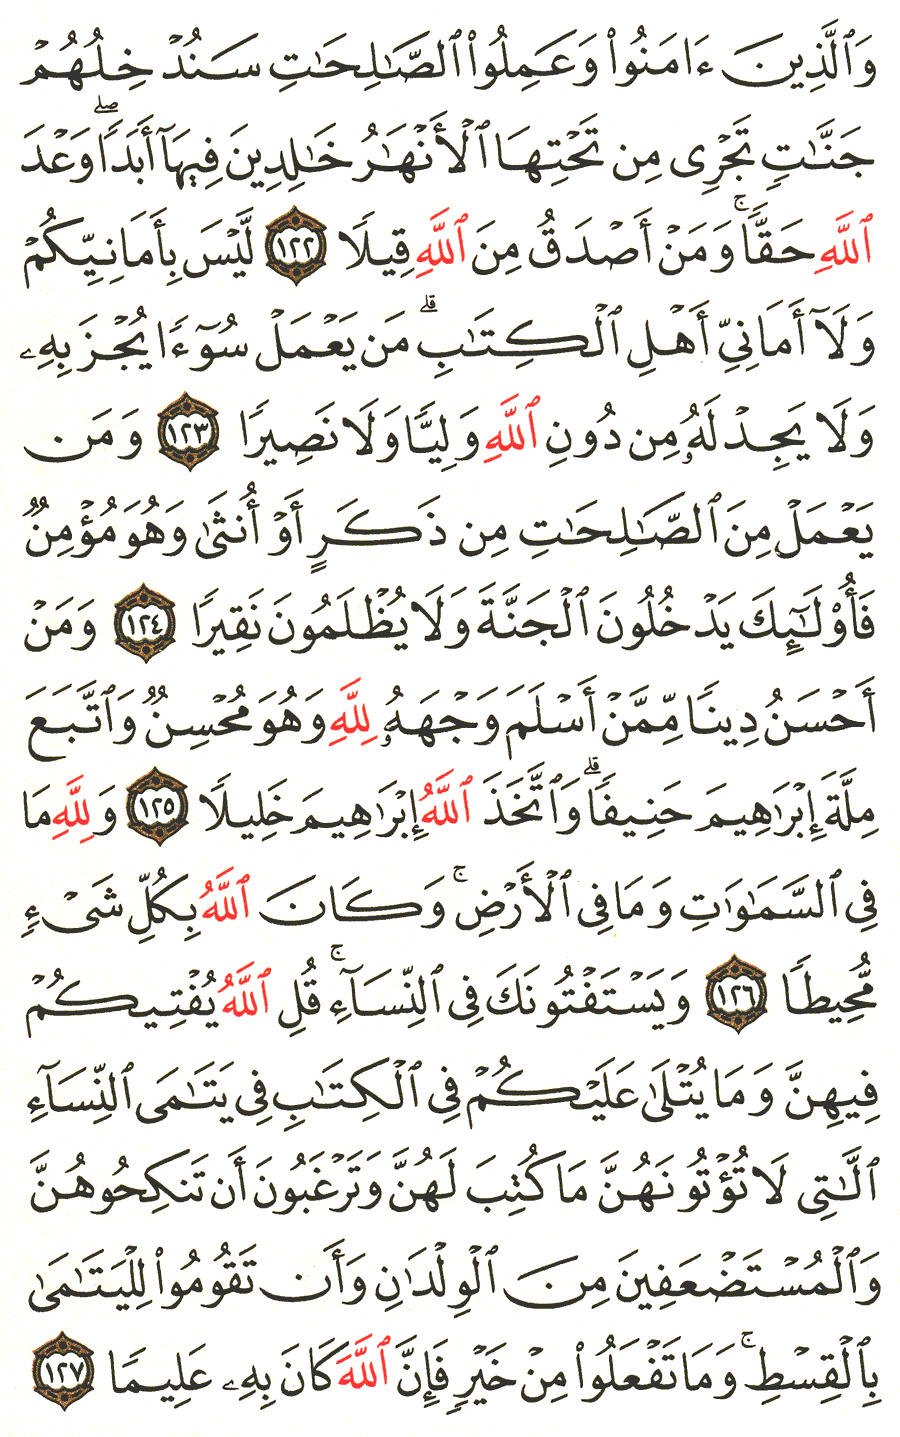 وَٱلَّذِينَ ءَامَنُوا۟ وَعَمِلُوا۟ ٱلصَّـٰلِحَـٰتِ سَنُدْخِلُهُمْ
جَنَّـٰتٍ تَجْرِى مِن تَحْتِهَا ٱلْأَنْهَـٰرُ خَـٰلِدِينَ فِيهَآ أَبَدًا ۖ وَعْدَ
ٱللَّهِ حَقًّا ۚ وَمَنْ أَصْدَقُ مِنَ ٱللَّهِ قِيلًا ١٢٢ لَّيْسَ بِأَمَانِيِّكُمْ
وَلَآ أَمَانِىِّ أَهْلِ ٱلْكِتَـٰبِ ۗ مَن يَعْمَلْ سُوٓءًا يُجْزَ بِهِۦ
وَلَا يَجِدْ لَهُۥ مِن دُونِ ٱللَّهِ وَلِيًّا وَلَا نَصِيرًا ١٢٣ وَمَن
يَعْمَلْ مِنَ ٱلصَّـٰلِحَـٰتِ مِن ذَكَرٍ أَوْ أُنثَىٰ وَهُوَ مُؤْمِنٌ
فَأُو۟لَـٰٓئِكَ يَدْخُلُونَ ٱلْجَنَّةَ وَلَا يُظْلَمُونَ نَقِيرًا ١٢٤ وَمَنْ
أَحْسَنُ دِينًا مِّمَّنْ أَسْلَمَ وَجْهَهُۥ لِلَّهِ وَهُوَ مُحْسِنٌ وَٱتَّبَعَ
مِلَّةَ إِبْرَٰهِيمَ حَنِيفًا ۗ وَٱتَّخَذَ ٱللَّهُ إِبْرَٰهِيمَ خَلِيلًا ١٢٥ وَلِلَّهِ مَا
فِى ٱلسَّمَـٰوَٰتِ وَمَا فِى ٱلْأَرْضِ ۚ وَكَانَ ٱللَّهُ بِكُلِّ شَىْءٍ
مُّحِيطًا ١٢٦ وَيَسْتَفْتُونَكَ فِى ٱلنِّسَآءِ ۖ قُلِ ٱللَّهُ يُفْتِيكُمْ
فِيهِنَّ وَمَا يُتْلَىٰ عَلَيْكُمْ فِى ٱلْكِتَـٰبِ فِى يَتَـٰمَى ٱلنِّسَآءِ
ٱلَّـٰتِى لَا تُؤْتُونَهُنَّ مَا كُتِبَ لَهُنَّ وَتَرْغَبُونَ أَن تَنكِحُوهُنَّ
وَٱلْمُسْتَضْعَفِينَ مِنَ ٱلْوِلْدَٰنِ وَأَن تَقُومُوا۟ لِلْيَتَـٰمَىٰ
بِٱلْقِسْطِ ۚ وَمَا تَفْعَلُوا۟ مِنْ خَيْرٍ فَإِنَّ ٱللَّهَ كَانَ بِهِۦ عَلِيمًا ١٢٧